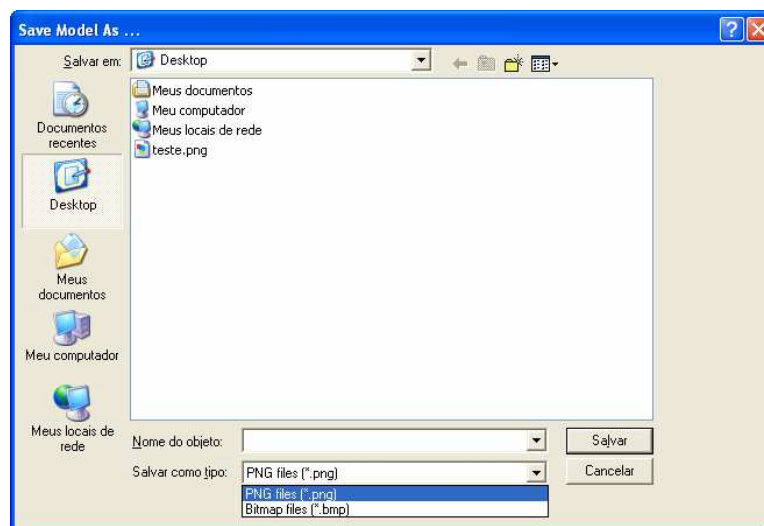 Save Model As ...
Salvar em: Desktop
Documentos
recentes
Desktop
Meus
documentos
Meu computador
Meus locais de
rede
Meus documentos
Meu computador
Meus locais de rede
teste.png
Nome do objeto:
Salvar
Salvar como tipo: PNG files (*.png)
Cancelar
PNG files (*.png)
Bitmap files (*.bmp)